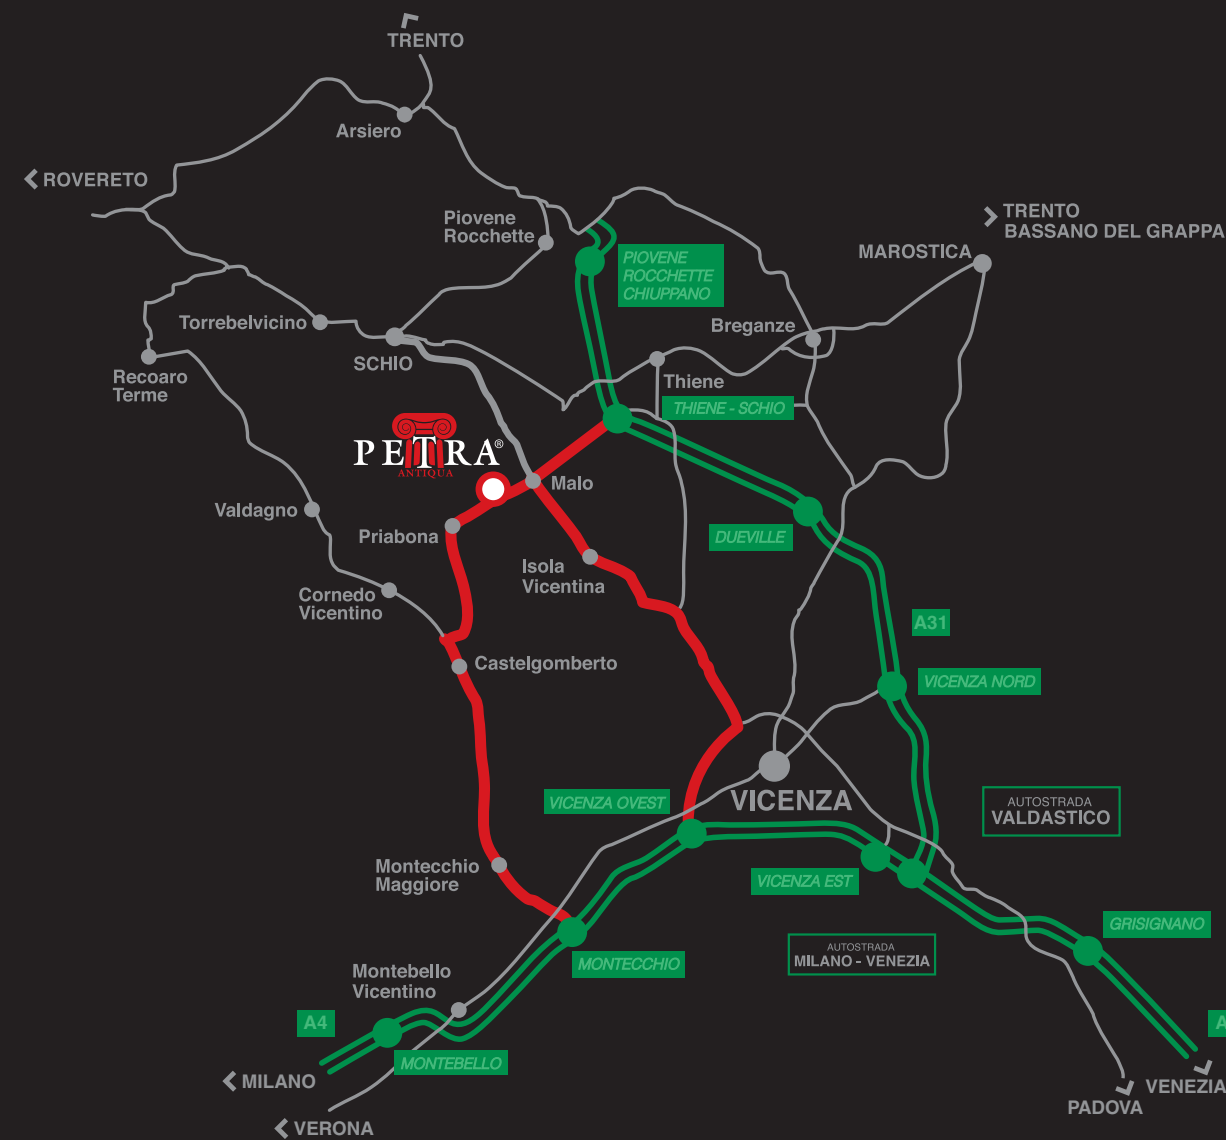 TRENTO
Arsiero
ROVERETO
Piovene
Rocchette
TRENTO
BASSANO DEL GRAPPA
MAROSTICA
PIOVENE
ROCCHETTE
CHIUPPANO
Torrebelvicino
Breganze
SCHIO
Recoaro
Terme
Thiene
THIENE - SCHIO
PETRA®
ANTIQUA
Malo
Valdagno
Priabona
DUEVILLE
Isola
Vicentina
Cornedo
Vicentino
A31
Castelgomberto
VICENZA NORD
VICENZA OVEST
VICENZA
AUTOSTRADA
VALDASTICO
Montecchio
Maggiore
VICENZA EST
GRISIGNANO
AUTOSTRADA
MILANO - VENEZIA
MONTECCHIO
Montebello
Vicentino
A4
A
MONTEBELLO
MILANO
VENEZIA
PADOVA
VERONA